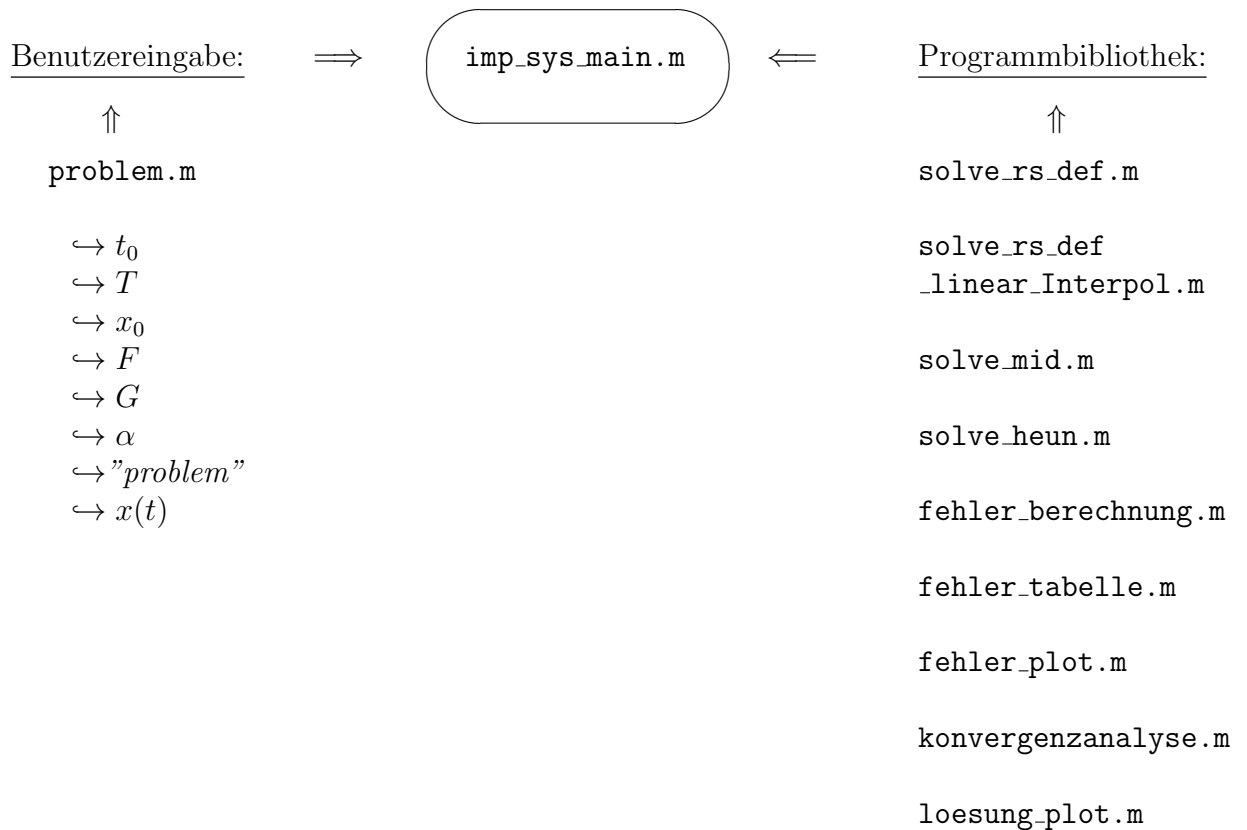 Benutzereingabe: ⟹ imp_sys_main.m ⟸ Programmbibliothek:
⇑ ⇑
problem.m solve_rs_def.m
↪ t₀ solve_rs_def
↪ T _linear_Interpol.m
↪ x₀
↪ F solve_mid.m
↪ G
↪ α solve_heun.m
↪"problem"
↪ x(t) fehler_berechnung.m
fehler_tabelle.m
fehler_plot.m
konvergenzanalyse.m
loesung_plot.m